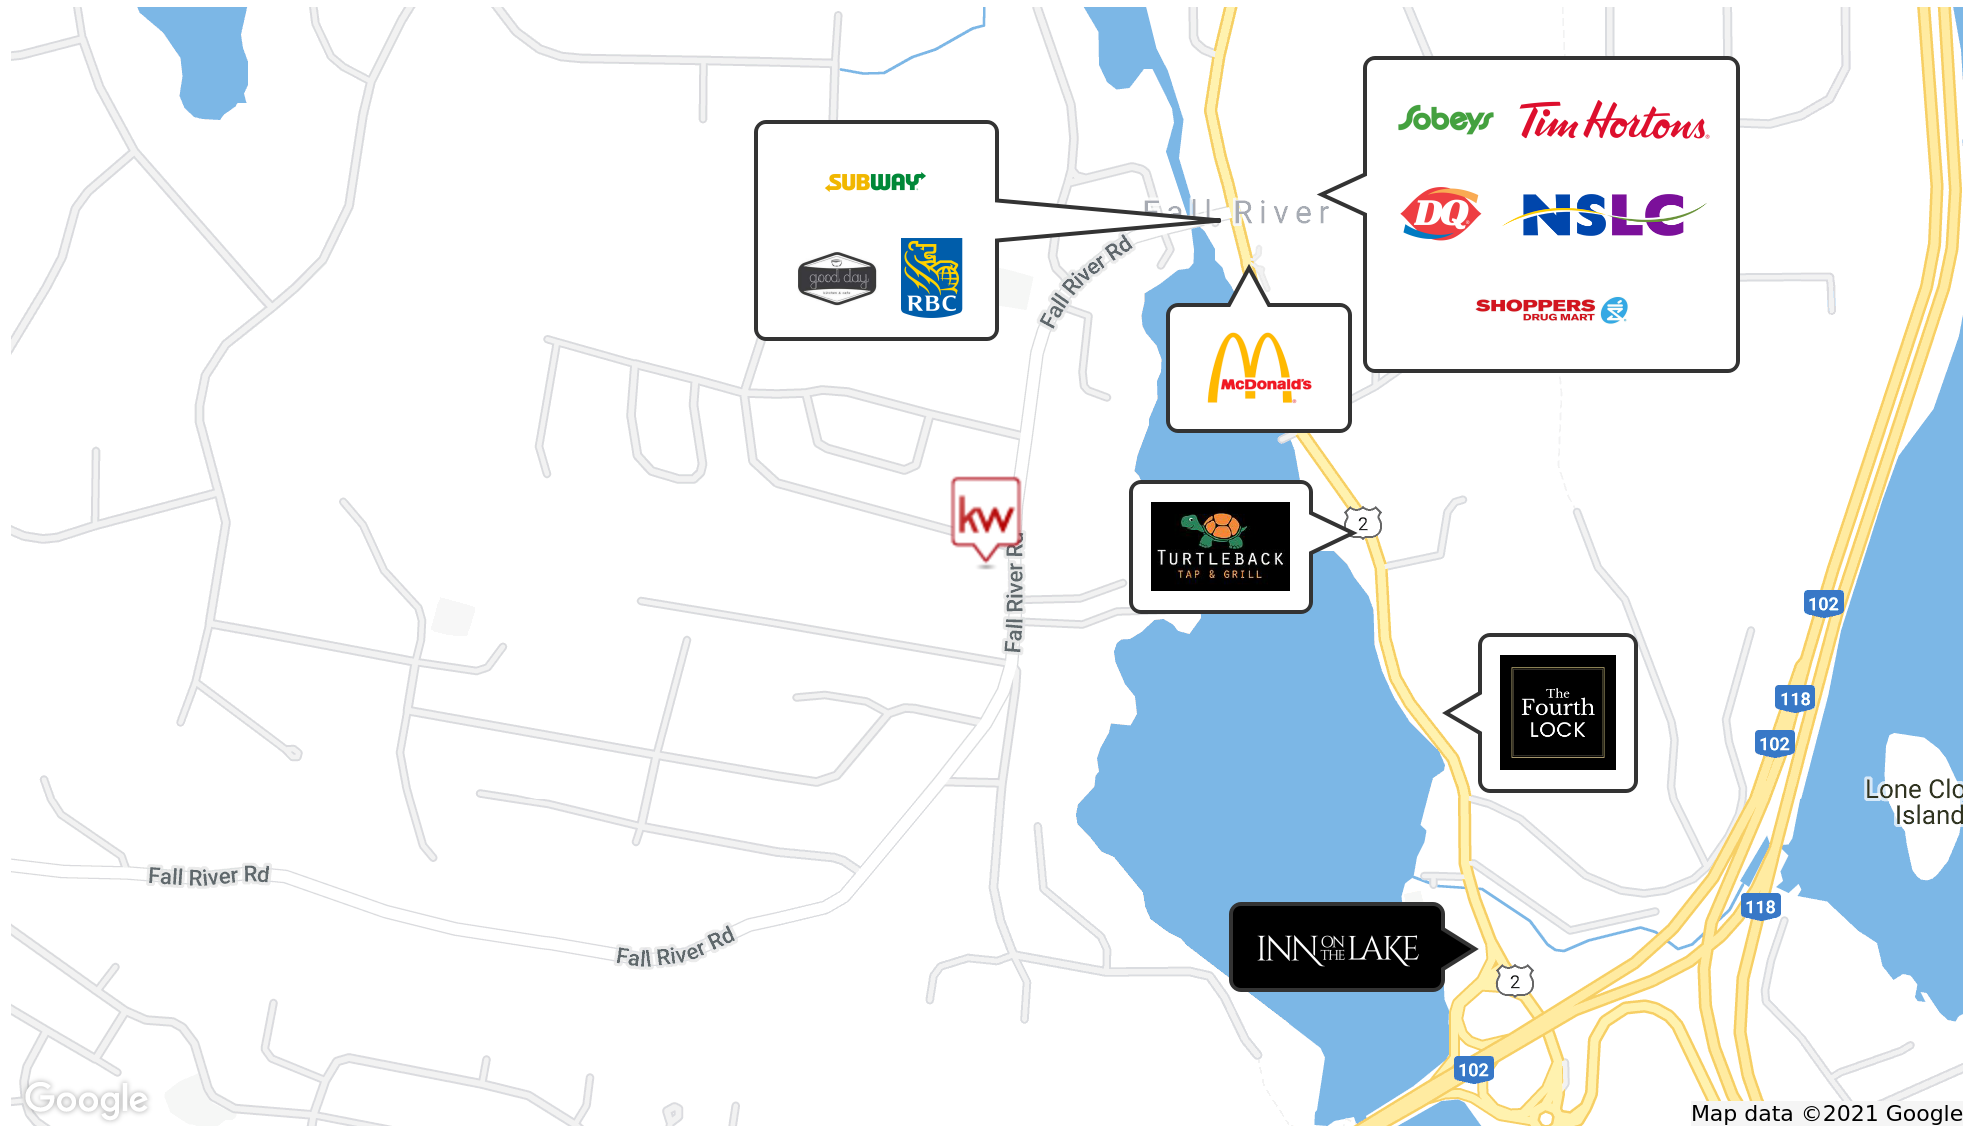 Sobeys
Tim Hortons
SUBWAY
Fall River
DQ
NSLC
Fall River Rd
good day
RBC
SHOPPERS
DRUG MART
McDonald's
kw
2
TURTLEBACK
TAP & GRILL
Fall River Rd
102
The
Fourth
LOCK
118
102
Lone Clo
Island
Fall River Rd
118
Fall River Rd
INN ON THE LAKE
2
102
Google
Map data ©2021 Google